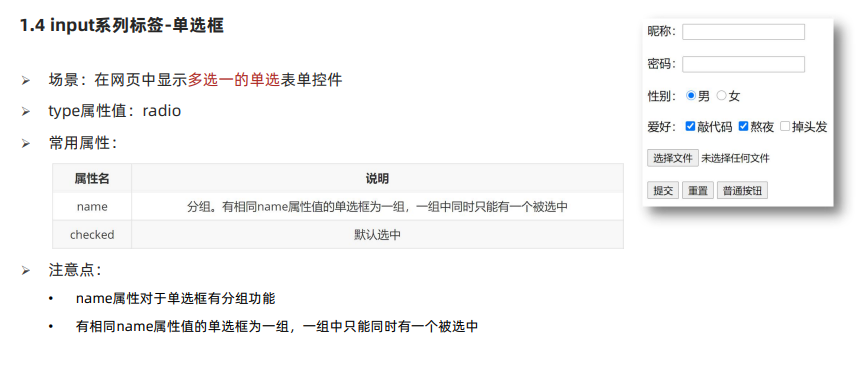 1.4 input系列标签-单选框
场景：在网页中显示多选一的单选表单控件
type属性值：radio
常用属性：
属性名 说明
name 分组。有相同name属性值的单选框为一组，一组中同时只能有一个被选中
checked 默认选中
注意点：
name属性对于单选框有分组功能
有相同name属性值的单选框为一组，一组中只能同时有一个被选中
昵称：
密码：
性别： 男 女
爱好： 敲代码 熬夜 掉头发
选择文件 未选择任何文件
提交 重置 普通按钮